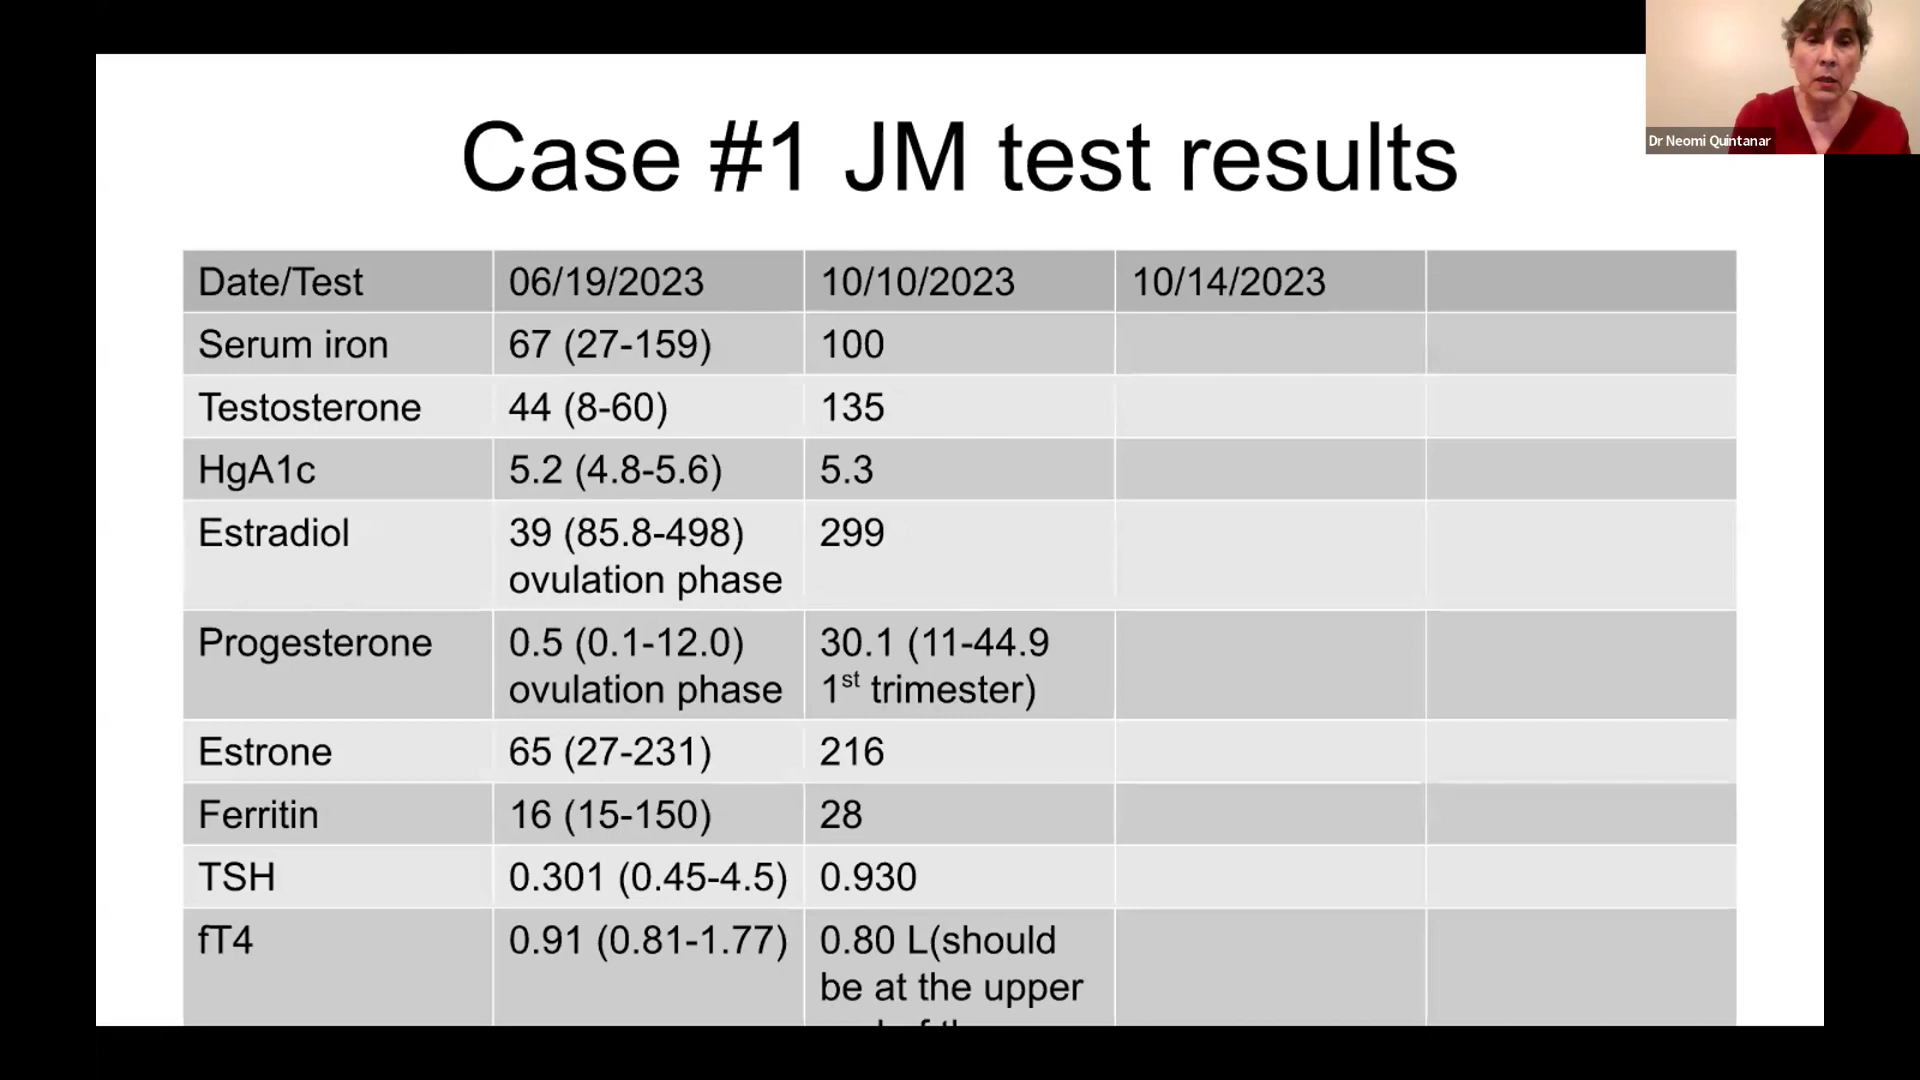 Case #1 JM test results
Dr Neomi Quintanar
Date/Test 06/19/2023 10/10/2023 10/14/2023
Serum iron 67 (27-159) 100
Testosterone 44 (8-60) 135
HgA1c 5.2 (4.8-5.6) 5.3
Estradiol 39 (85.8-498) 299
ovulation phase
Progesterone 0.5 (0.1-12.0) 30.1 (11-44.9
ovulation phase 1st trimester)
Estrone 65 (27-231) 216
Ferritin 16 (15-150) 28
TSH 0.301 (0.45-4.5) 0.930
fT4 0.91 (0.81-1.77) 0.80 L(should
be at the upper